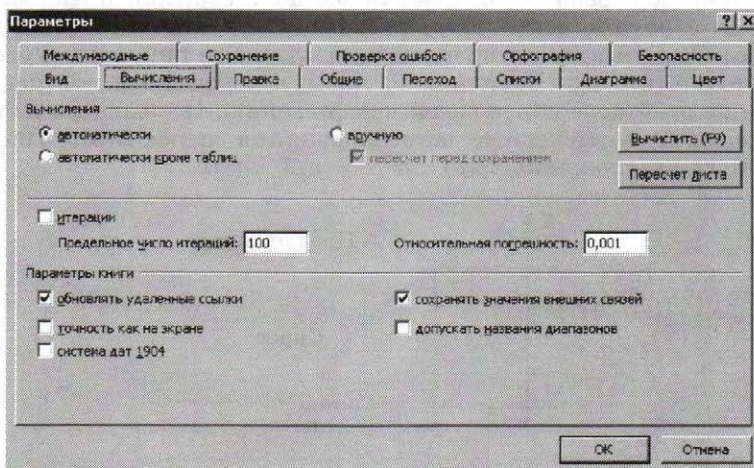 Параметры
Международные Сохранение Проверка ошибок Орфография Безопасность
Вид Вычисления Правка Общие Переход Списки Диаграмма Цвет
Вычисления
автоматически вручную Вычислить (F9)
автоматически кроме таблиц пересчет перед сохранением
Пересчет листа
итерации
Предельное число итераций: 100 Относительная погрешность: 0,001
Параметры книги
обновлять удаленные ссылки сохранять значения внешних связей
точность как на экране допускать названия диапазонов
система дат 1904
OK Отмена